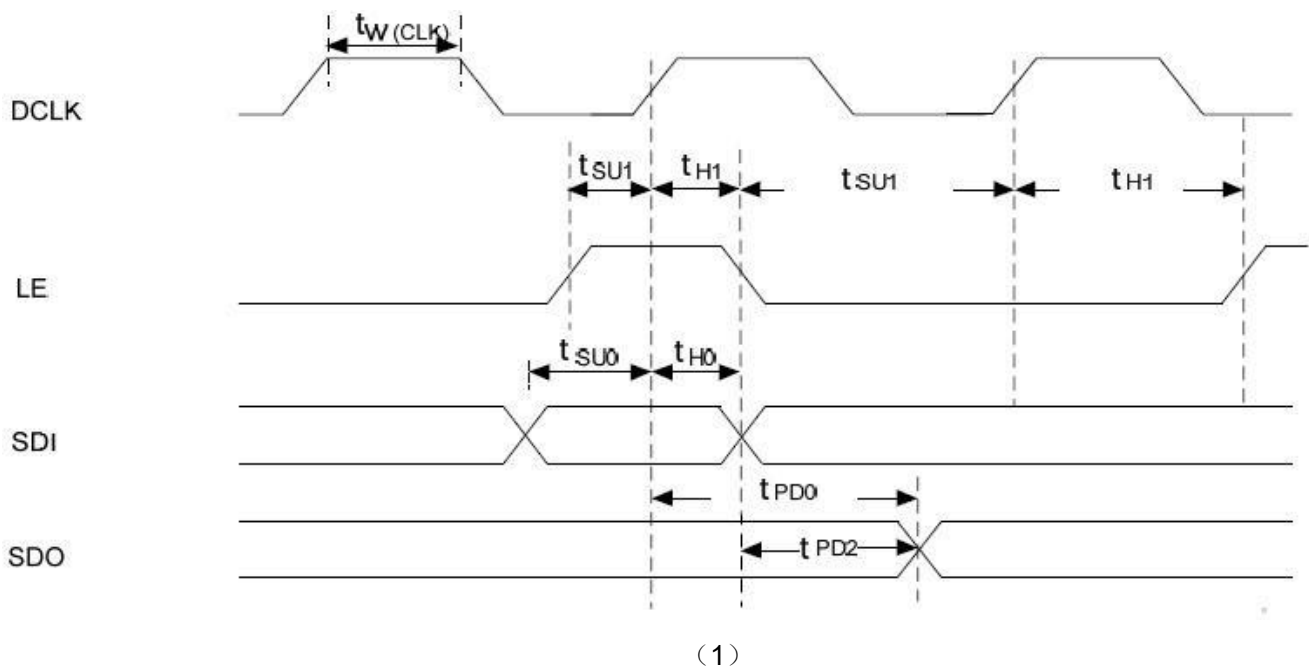 tW(CLK)
DCLK
tSU1
tH1
tSU1
tH1
LE
tSU0
tH0
SDI
tPD0
SDO
tPD2
（1）